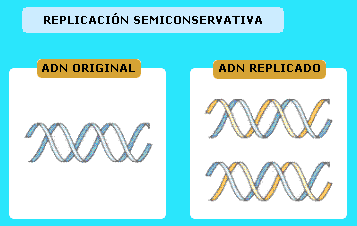 REPLICACIÓN SEMICONSERVATIVA
ADN ORIGINAL
ADN REPLICADO